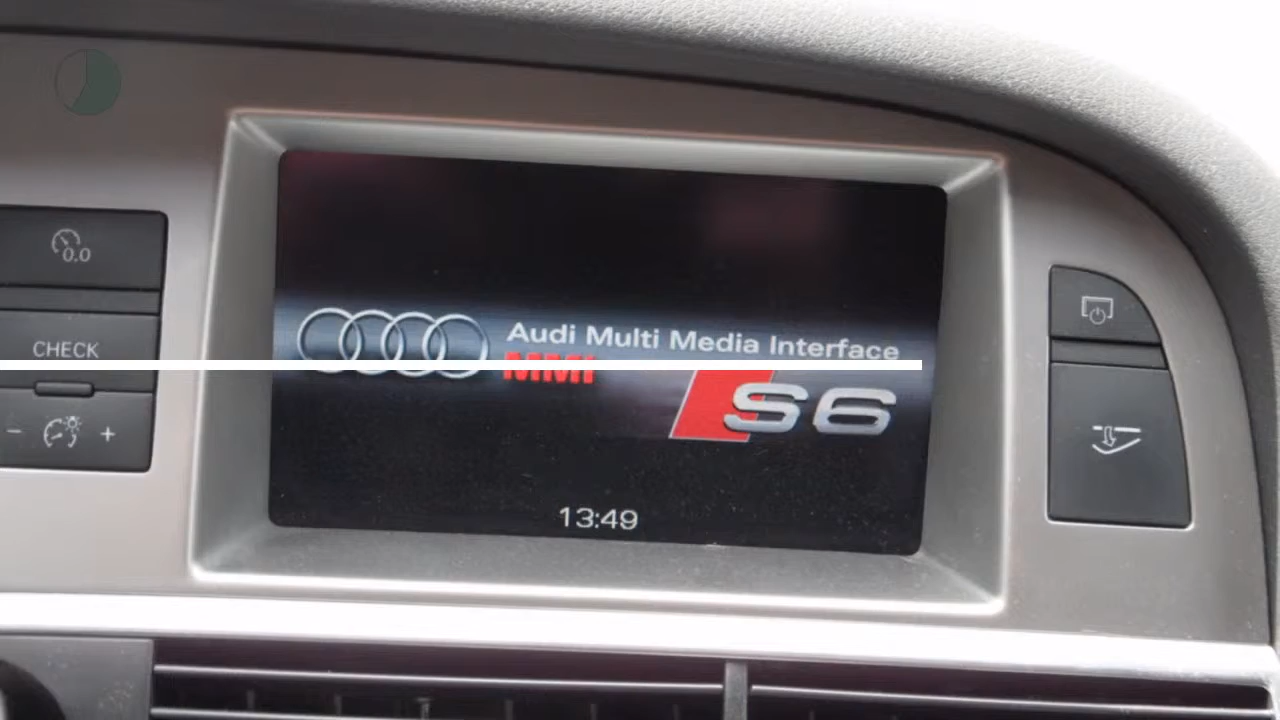 0.0
CHECK
- +
Audi Multi Media Interface
MMI
S6
13:49